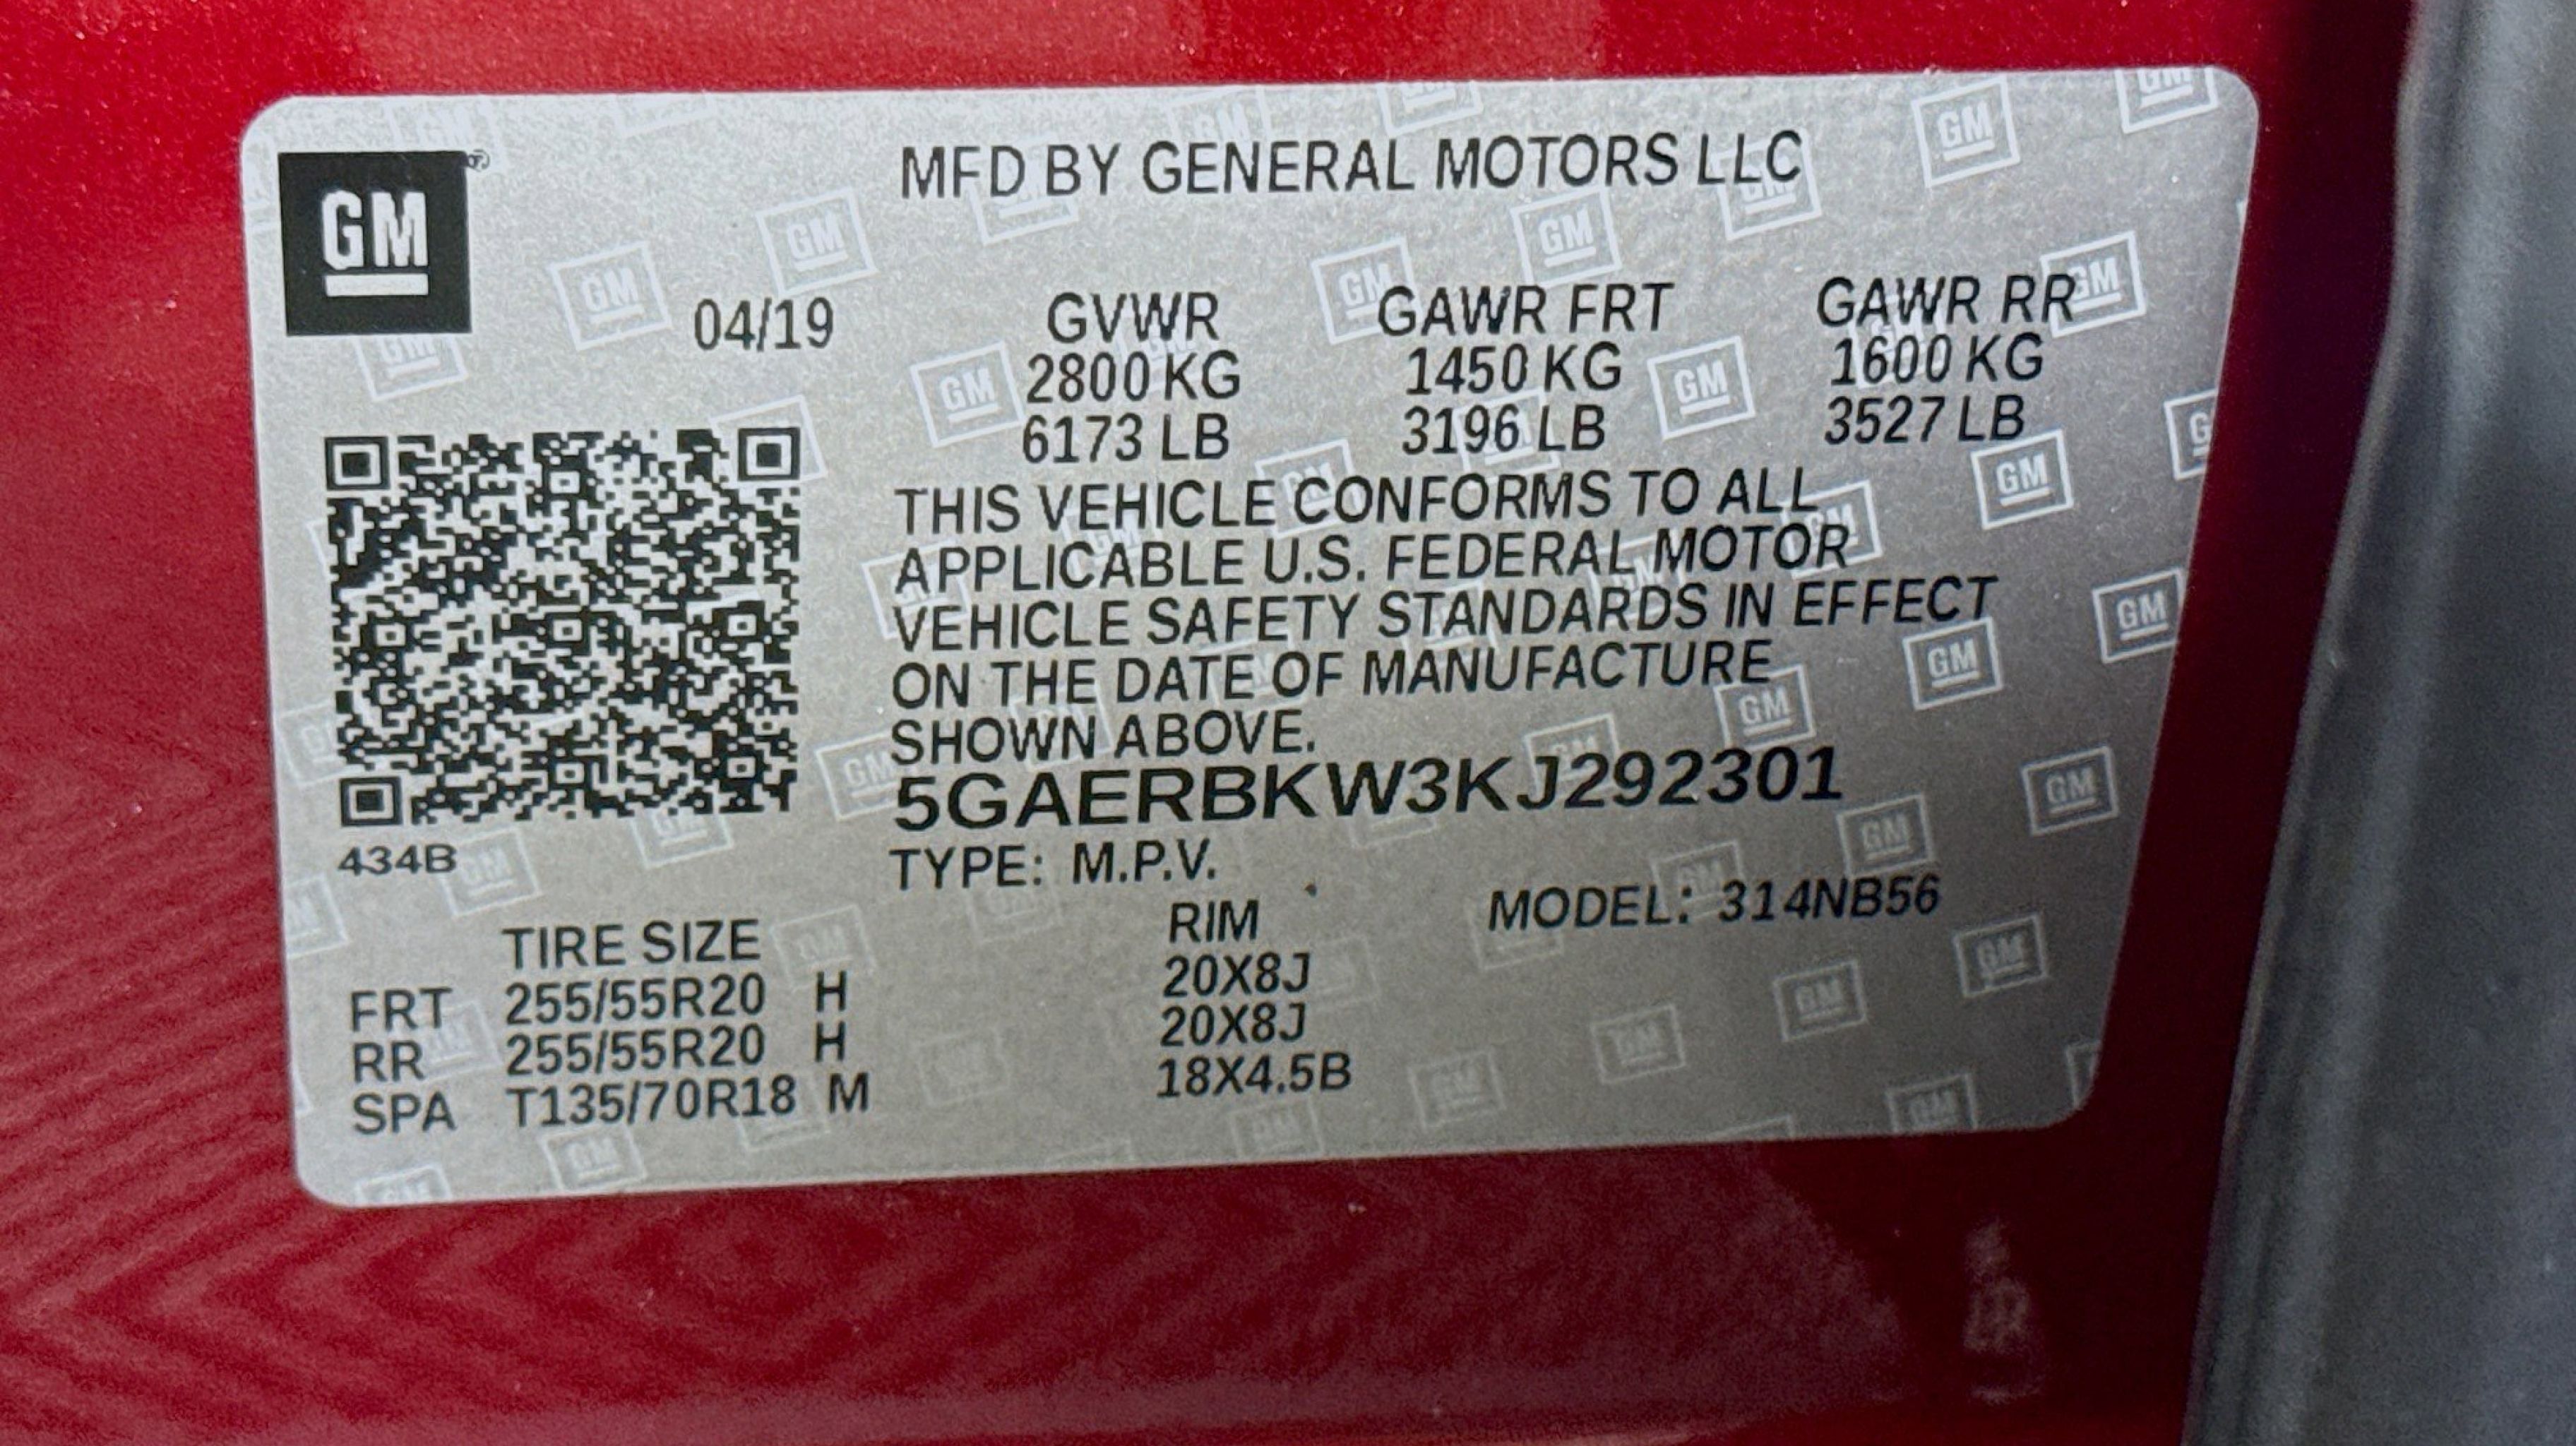 GM
MFD BY GENERAL MOTORS LLC
04/19
GVWR GAWR FRT GAWR RR
2800 KG 1450 KG 1600 KG
6173 LB 3196 LB 3527 LB
THIS VEHICLE CONFORMS TO ALL
APPLICABLE U.S. FEDERAL MOTOR
VEHICLE SAFETY STANDARDS IN EFFECT
ON THE DATE OF MANUFACTURE
SHOWN ABOVE.
5GAERBKW3KJ292301
434B
TYPE: M.P.V.
MODEL: 314NB56
TIRE SIZE RIM
FRT 255/55R20 H 20X8J
RR 255/55R20 H 20X8J
SPA T135/70R18 M 18X4.5B